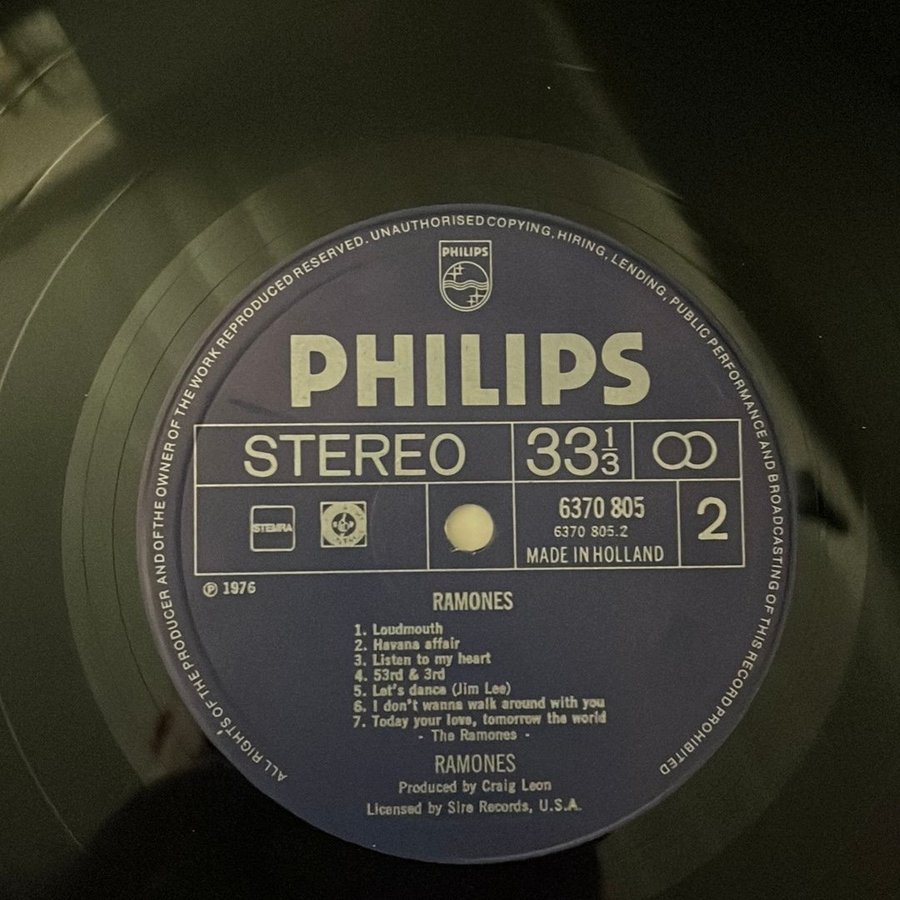 ALL RIGHTS OF THE PRODUCER AND OF THE OWNER OF THE WORK REPRODUCED RESERVED. UNAUTHORISED COPYING, HIRING, LENDING, PUBLIC PERFORMANCE AND BROADCASTING OF THIS RECORD PROHIBITED
PHILIPS
PHILIPS
STEREO 33 1/3
STEMRA
6370 805
6370 805.2
MADE IN HOLLAND
2
℗ 1976
RAMONES
1. Loudmouth
2. Havana affair
3. Listen to my heart
4. 53rd & 3rd
5. Let's dance (Jim Lee)
6. I don't wanna walk around with you
7. Today your love, tomorrow the world
- The Ramones -
RAMONES
Produced by Craig Leon
Licensed by Sire Records, U.S.A.